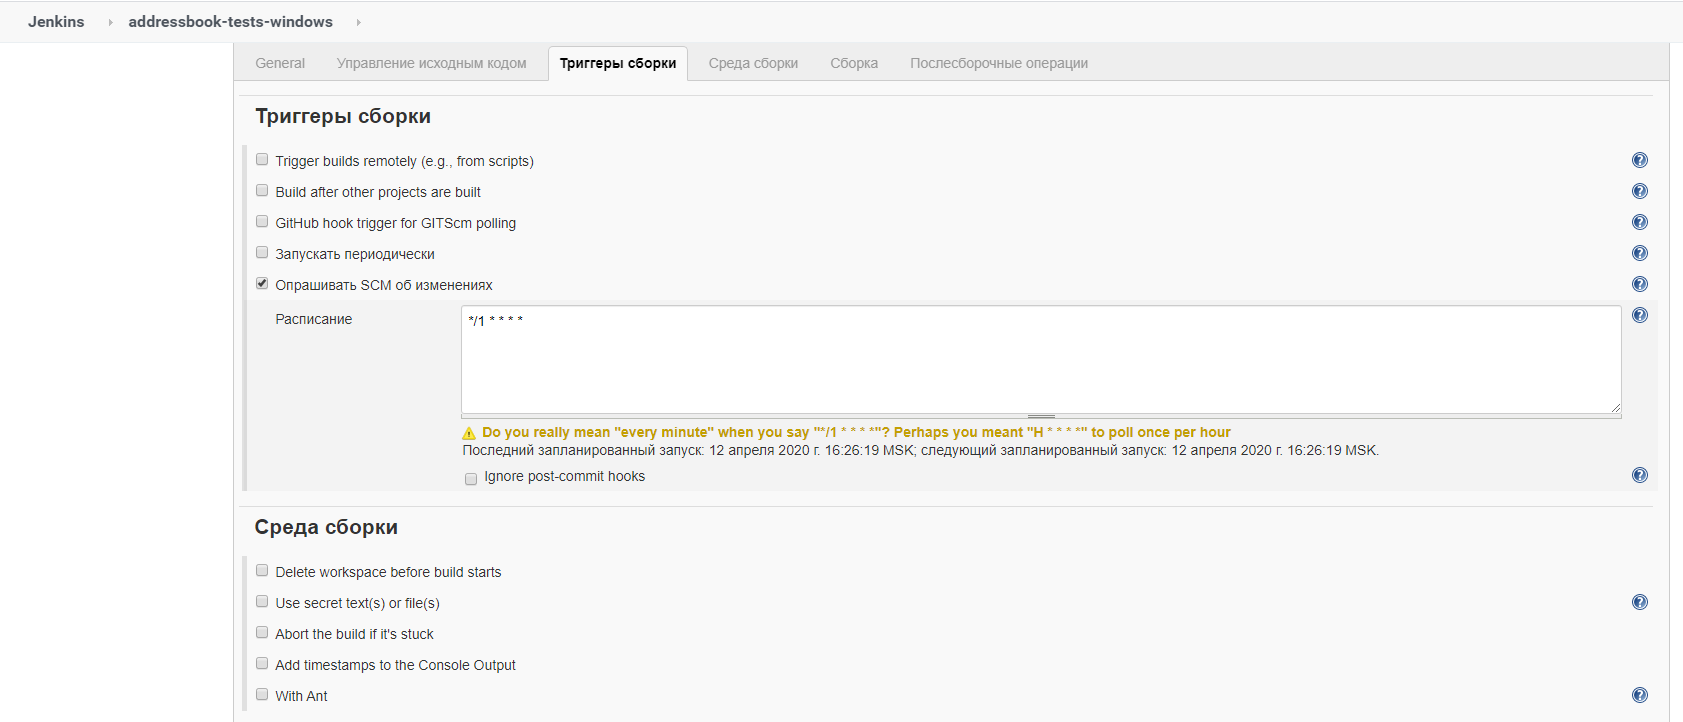 Jenkins addressbook-tests-windows
General Управление исходным кодом Триггеры сборки Среда сборки Сборка Послесборочные операции
Триггеры сборки
Trigger builds remotely (e.g., from scripts)
Build after other projects are built
GitHub hook trigger for GITScm polling
Запускать периодически
Опрашивать SCM об изменениях
Расписание */1 * * * *
Do you really mean "every minute" when you say "*/1 * * * *"? Perhaps you meant "H * * * *" to poll once per hour
Последний запланированный запуск: 12 апреля 2020 г. 16:26:19 MSK; следующий запланированный запуск: 12 апреля 2020 г. 16:26:19 MSK.
Ignore post-commit hooks
Среда сборки
Delete workspace before build starts
Use secret text(s) or file(s)
Abort the build if it's stuck
Add timestamps to the Console Output
With Ant